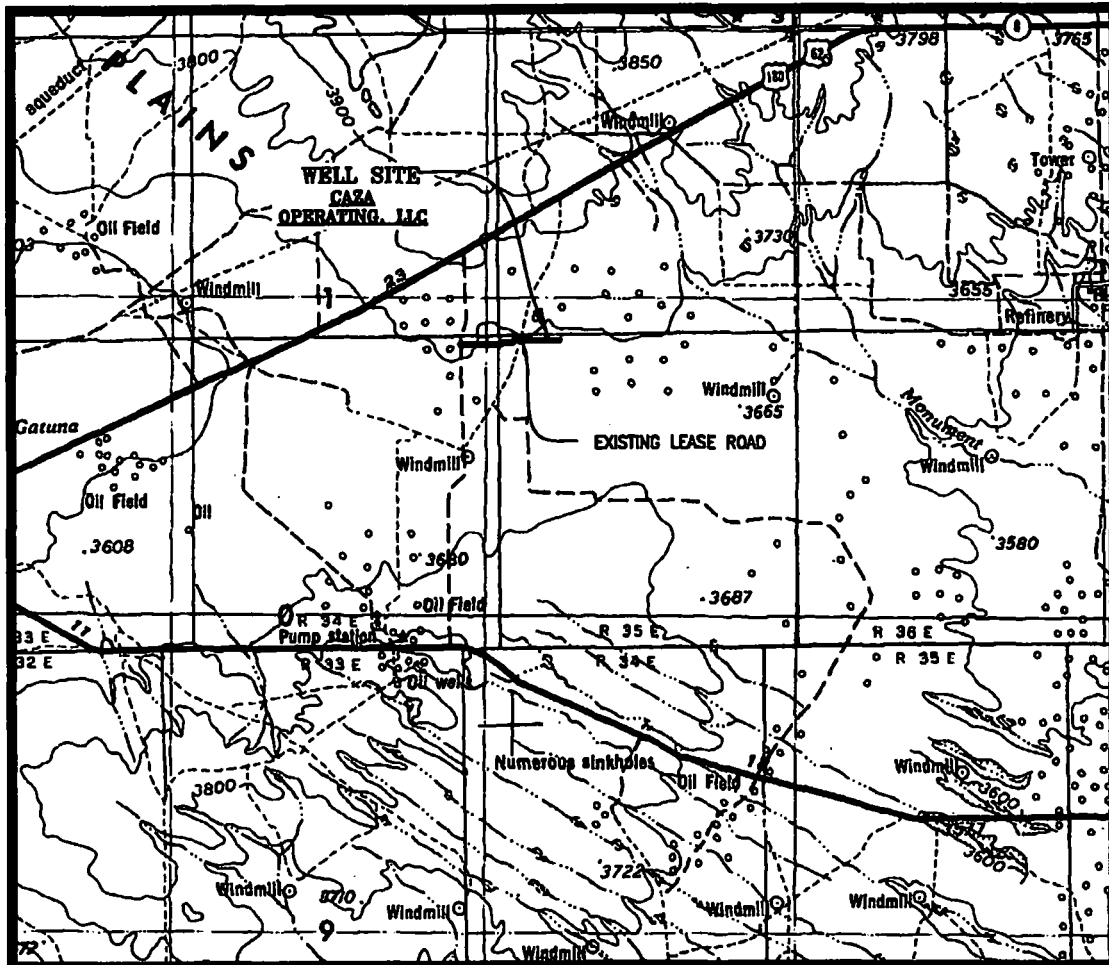 3798
6
3765
62
180
3800
3850
aqueduct
PLAINS
3900
Windmill
Tower
WELL SITE
CAZA
OPERATING, LLC
Oil Field
3730
23
Windmill
1
3655
Refinery
Windmill
3665
Monument
Gatuna
EXISTING LEASE ROAD
Windmill
Windmill
Oil Field
Oil
3608
3680
3580
Oil Field
3687
11
R 34 E
R 35 E
R 36 E
33 E
Pump station
32 E
R 33 E
R 34 E
R 35 E
Oil well
Numerous sinkholes
Oil Field
Windmill
3800
3600
3600
3722
Windmill
3710
Windmill
Windmill
Windmill
9
Windmill